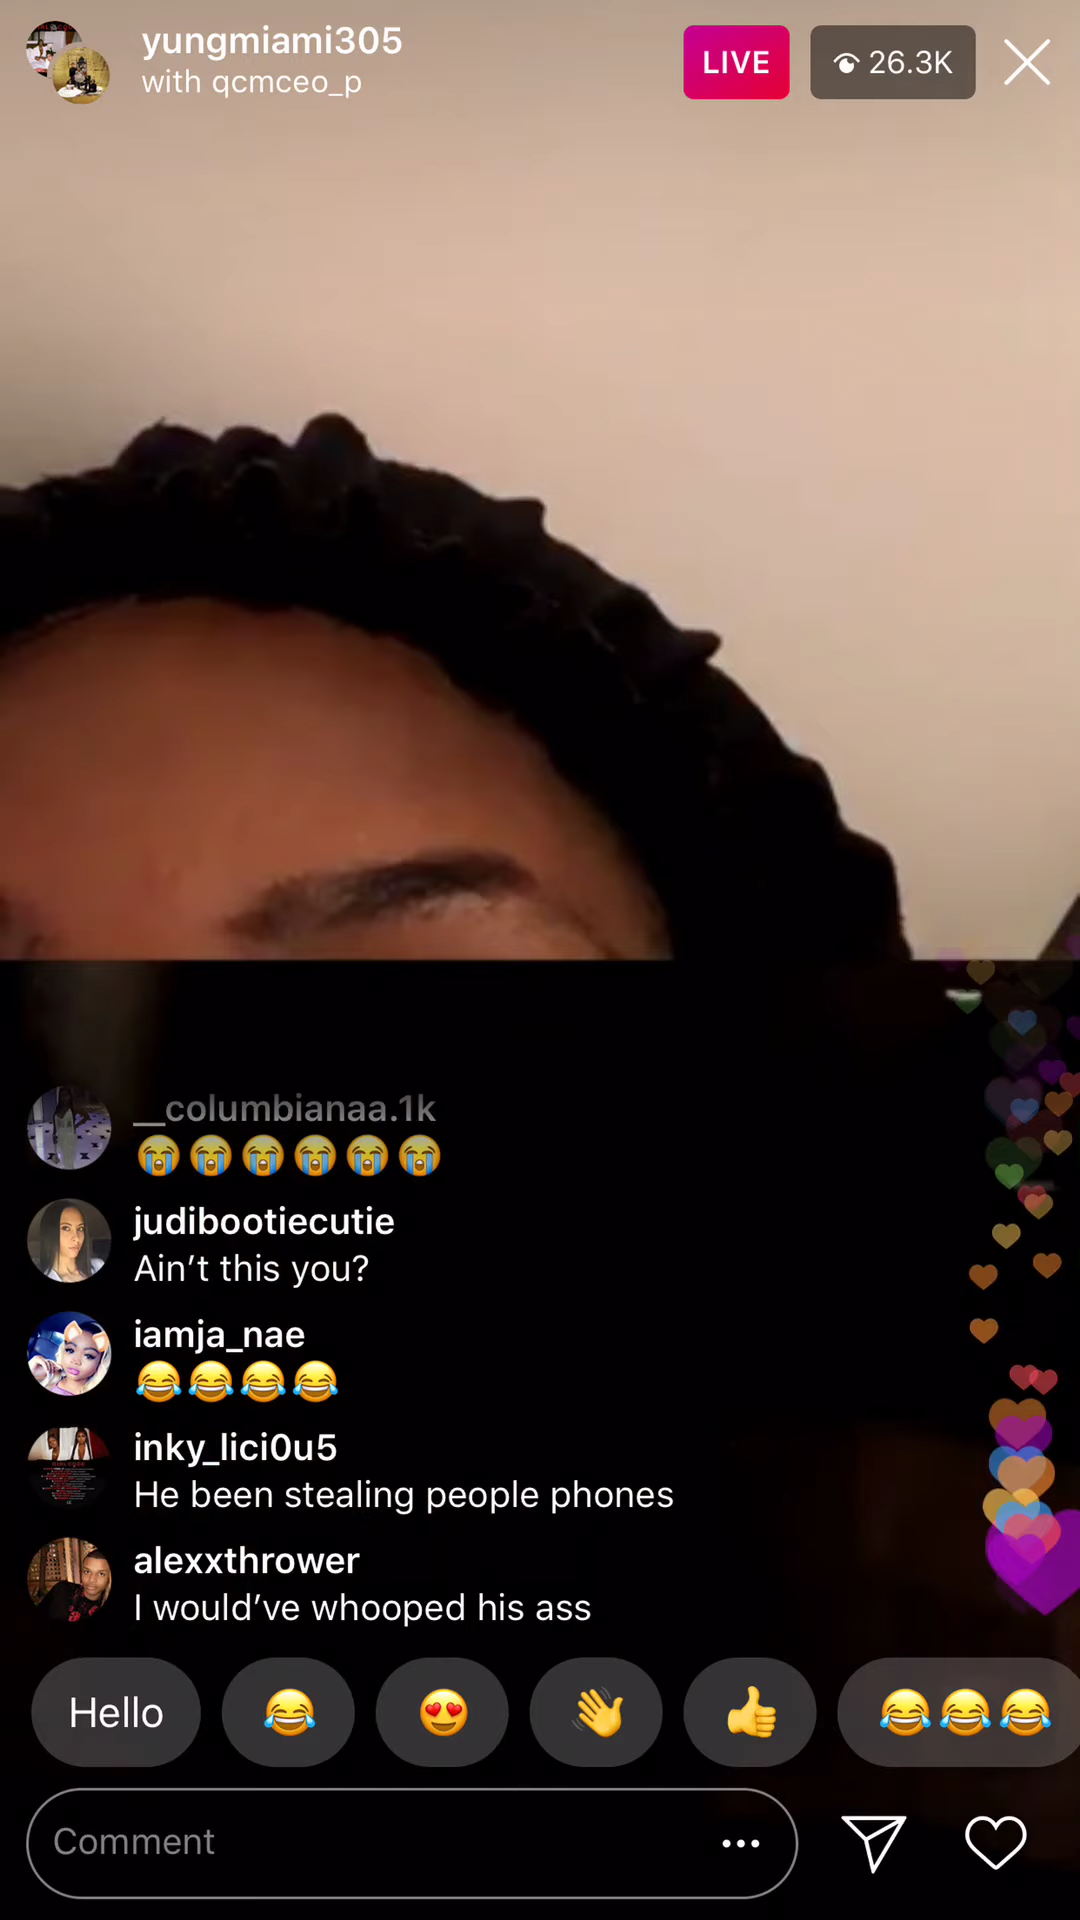 yungmiami305
with qcmceo_p
LIVE
26.3K
__columbianaa.1k
😭😭😭😭😭😭
judibootiecutie
Ain’t this you?
iamja_nae
😂😂😂😂
inky_lici0u5
He been stealing people phones
alexxthrower
I would’ve whooped his ass
Hello 😂 😍 👋 👍 😂😂😂
Comment